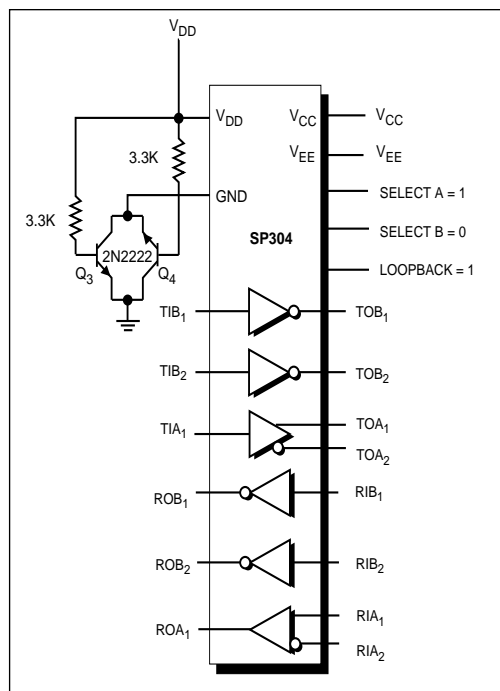 V_DD
V_DD
V_CC
V_CC
3.3K
V_EE
V_EE
GND
SELECT A = 1
3.3K
SP304
SELECT B = 0
2N2222
Q_3
Q_4
LOOPBACK = 1
TIB_1
TOB_1
TIB_2
TOB_2
TIA_1
TOA_1
TOA_2
ROB_1
RIB_1
ROB_2
RIB_2
ROA_1
RIA_1
RIA_2